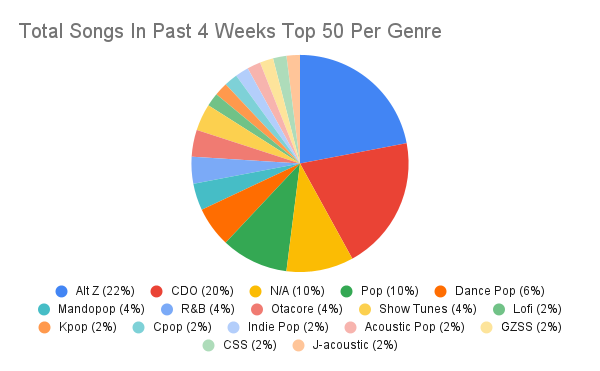 Total Songs In Past 4 Weeks Top 50 Per Genre
Alt Z (22%) CDO (20%) N/A (10%) Pop (10%) Dance Pop (6%)
Mandopop (4%) R&B (4%) Otacore (4%) Show Tunes (4%) Lofi (2%)
Kpop (2%) Cpop (2%) Indie Pop (2%) Acoustic Pop (2%) GZSS (2%)
CSS (2%) J-acoustic (2%)